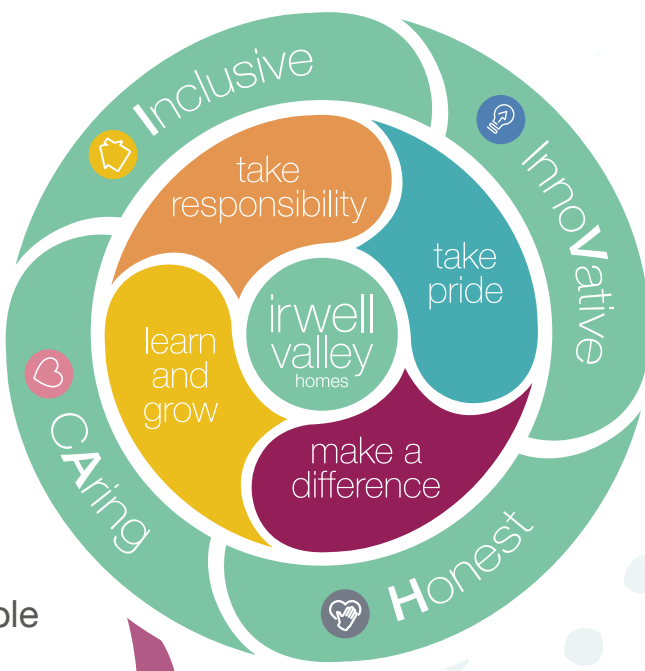 Inclusive
InnoVative
take
responsibility
take
pride
irwell
valley
homes
learn
and
grow
make a
difference
CAring
Honest